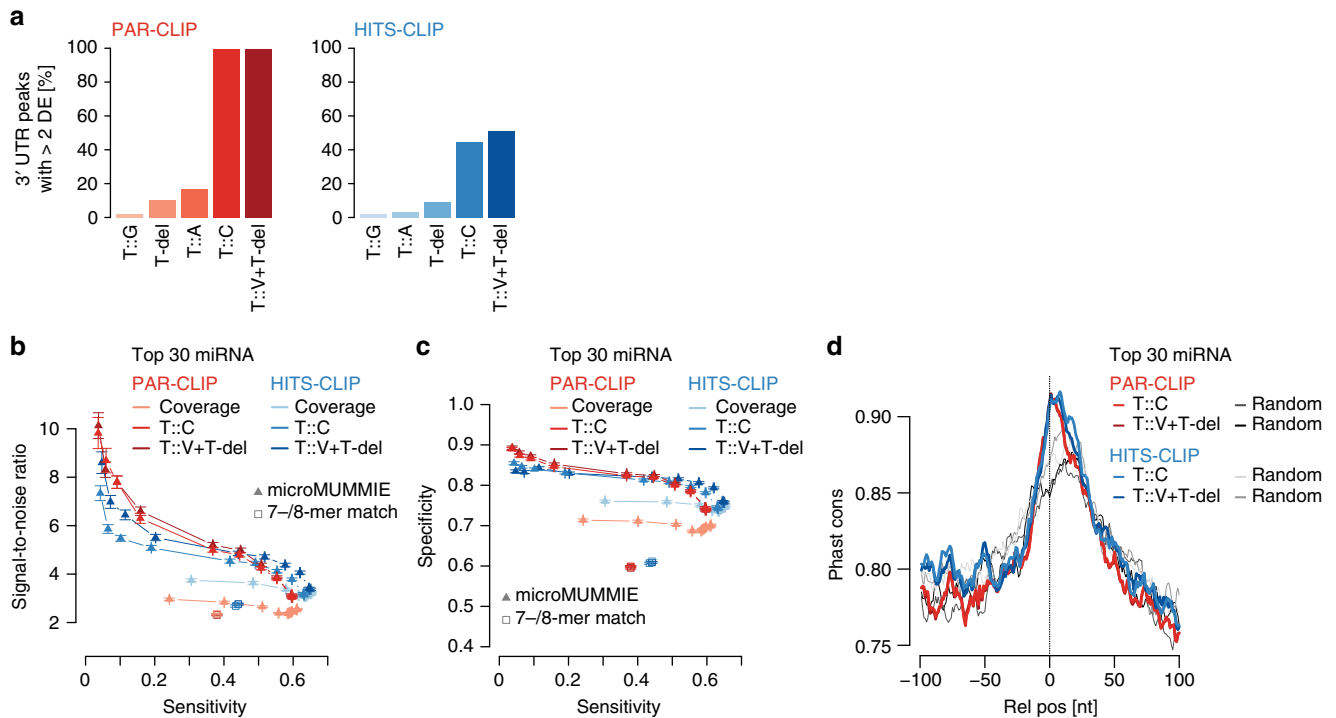 a
PAR-CLIP
HITS-CLIP
3′ UTR peaks
with > 2 DE [%]
100
80
60
40
20
0
T::G
T-del
T::A
T::C
T::V+T-del
100
80
60
40
20
0
T::G
T::A
T-del
T::C
T::V+T-del
b
Top 30 miRNA
PAR-CLIP
HITS-CLIP
Coverage
Coverage
T::C
T::C
T::V+T-del
T::V+T-del
microMUMMIE
7–/8-mer match
Signal-to-noise ratio
10
8
6
4
2
0
0.2
0.4
0.6
Sensitivity
c
Top 30 miRNA
PAR-CLIP
HITS-CLIP
Coverage
Coverage
T::C
T::C
T::V+T-del
T::V+T-del
microMUMMIE
7–/8-mer match
Specificity
1.0
0.9
0.8
0.7
0.6
0.5
0.4
0
0.2
0.4
0.6
Sensitivity
d
Top 30 miRNA
PAR-CLIP
T::C
Random
T::V+T-del
Random
HITS-CLIP
T::C
Random
T::V+T-del
Random
Phast cons
0.90
0.85
0.80
0.75
−100
−50
0
50
100
Rel pos [nt]